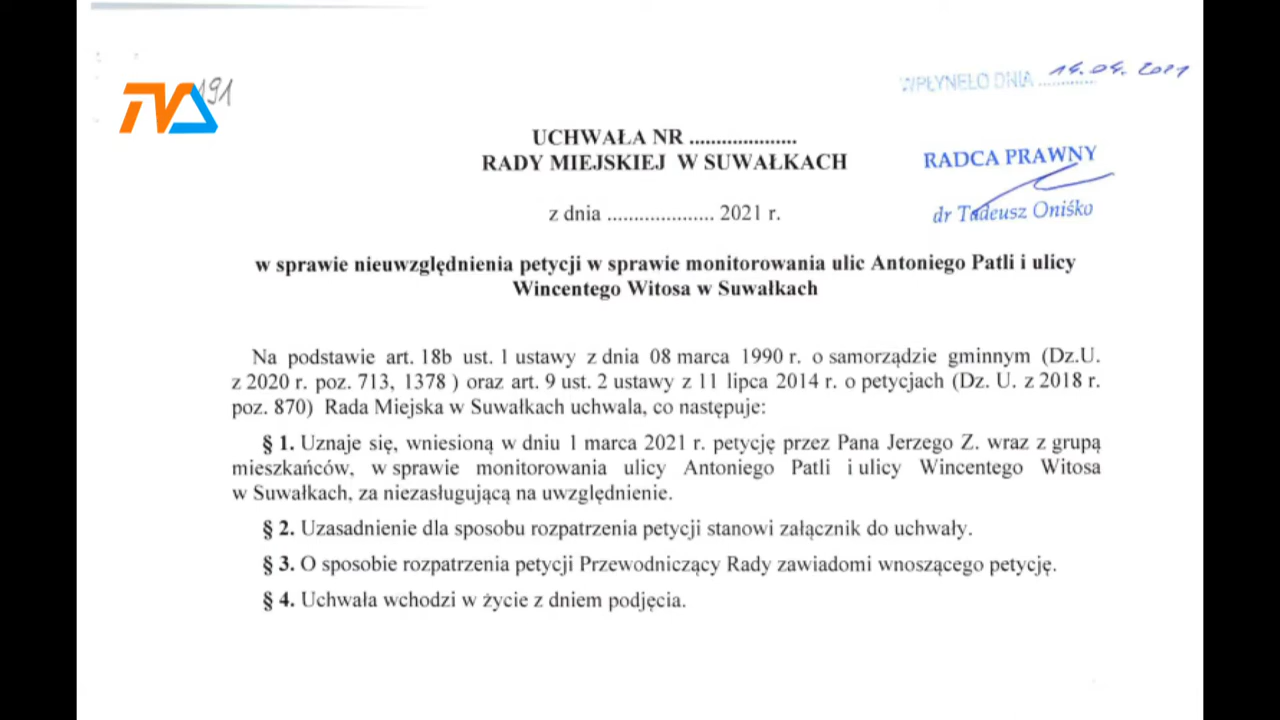 TVA
191
WPŁYNĘŁO DNIA 14.04.2021
UCHWAŁA NR ....................
RADY MIEJSKIEJ W SUWAŁKACH
RADCA PRAWNY
dr Tadeusz Oniśko
z dnia .................... 2021 r.
w sprawie nieuwzględnienia petycji w sprawie monitorowania ulic Antoniego Patli i ulicy
Wincentego Witosa w Suwałkach
Na podstawie art. 18b ust. 1 ustawy z dnia 08 marca 1990 r. o samorządzie gminnym (Dz.U.
z 2020 r. poz. 713, 1378 ) oraz art. 9 ust. 2 ustawy z 11 lipca 2014 r. o petycjach (Dz. U. z 2018 r.
poz. 870) Rada Miejska w Suwałkach uchwala, co następuje:
§ 1. Uznaje się, wniesioną w dniu 1 marca 2021 r. petycję przez Pana Jerzego Z. wraz z grupą
mieszkańców, w sprawie monitorowania ulicy Antoniego Patli i ulicy Wincentego Witosa
w Suwałkach, za niezasługującą na uwzględnienie.
§ 2. Uzasadnienie dla sposobu rozpatrzenia petycji stanowi załącznik do uchwały.
§ 3. O sposobie rozpatrzenia petycji Przewodniczący Rady zawiadomi wnoszącego petycję.
§ 4. Uchwała wchodzi w życie z dniem podjęcia.